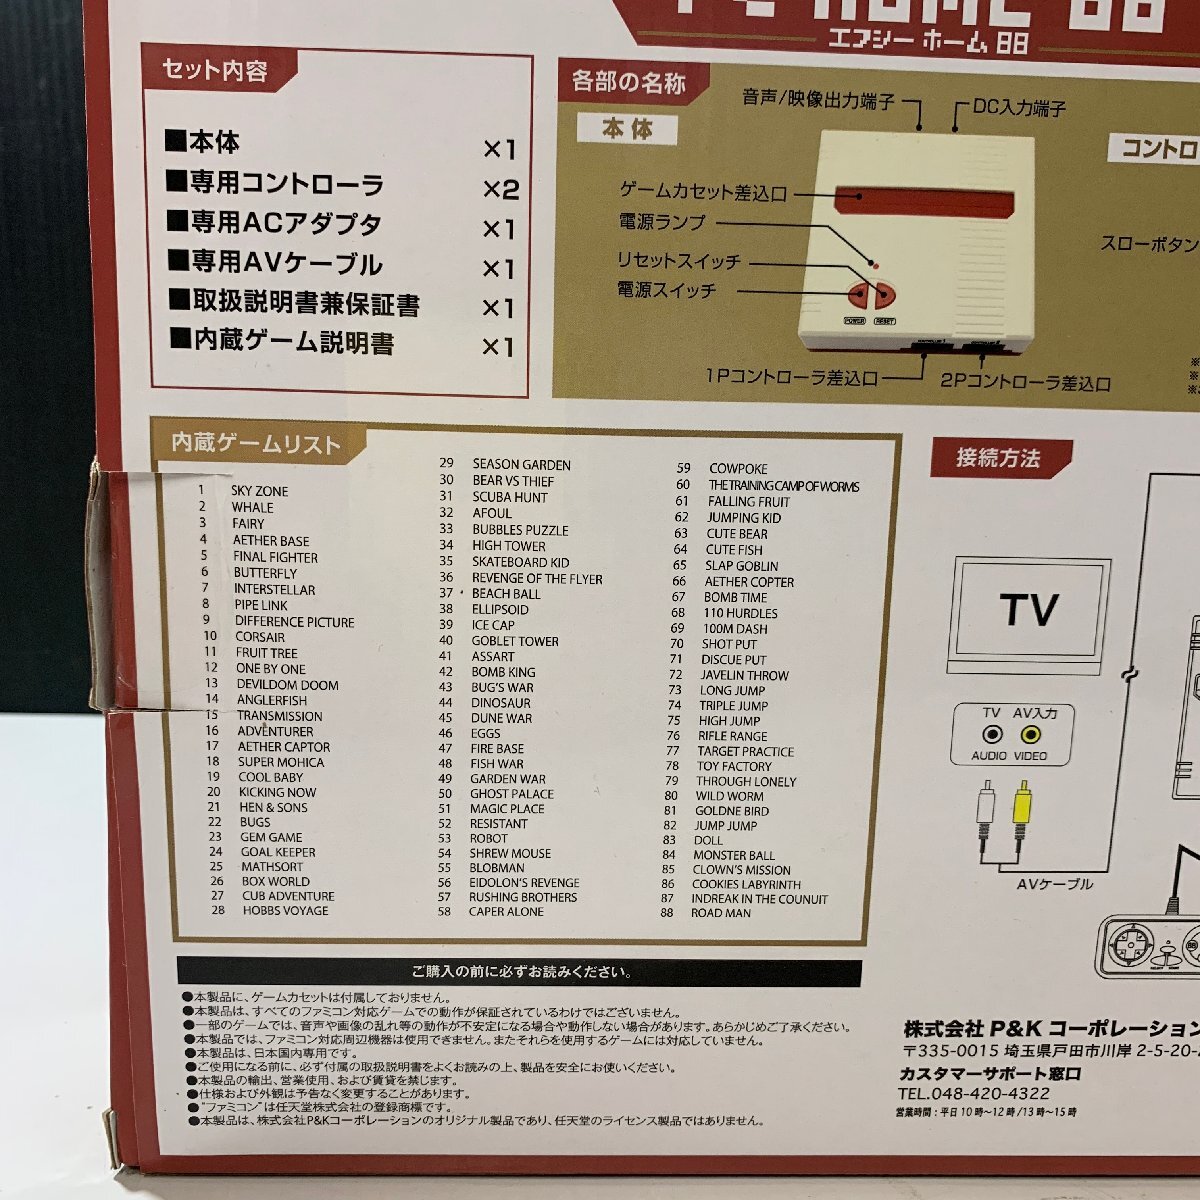 HOME 88
エフシー ホーム 88
セット内容
■本体 ×1
■専用コントローラ ×2
■専用ACアダプタ ×1
■専用AVケーブル ×1
■取扱説明書兼保証書 ×1
■内蔵ゲーム説明書 ×1
各部の名称
本体
音声/映像出力端子
DC入力端子
ゲームカセット差込口
電源ランプ
リセットスイッチ
電源スイッチ
POWER RESET
1Pコントローラ差込口
2Pコントローラ差込口
コントロ
スローボタン
内蔵ゲームリスト
1 SKY ZONE
2 WHALE
3 FAIRY
4 AETHER BASE
5 FINAL FIGHTER
6 BUTTERFLY
7 INTERSTELLAR
8 PIPE LINK
9 DIFFERENCE PICTURE
10 CORSAIR
11 FRUIT TREE
12 ONE BY ONE
13 DEVILDOM DOOM
14 ANGLERFISH
15 TRANSMISSION
16 ADVENTURER
17 AETHER CAPTOR
18 SUPER MOHICA
19 COOL BABY
20 KICKING NOW
21 HEN & SONS
22 BUGS
23 GEM GAME
24 GOAL KEEPER
25 MATHSORT
26 BOX WORLD
27 CUB ADVENTURE
28 HOBBS VOYAGE
29 SEASON GARDEN
30 BEAR VS THIEF
31 SCUBA HUNT
32 AFOUL
33 BUBBLES PUZZLE
34 HIGH TOWER
35 SKATEBOARD KID
36 REVENGE OF THE FLYER
37 BEACH BALL
38 ELLIPSOID
39 ICE CAP
40 GOBLET TOWER
41 ASSART
42 BOMB KING
43 BUG'S WAR
44 DINOSAUR
45 DUNE WAR
46 EGGS
47 FIRE BASE
48 FISH WAR
49 GARDEN WAR
50 GHOST PALACE
51 MAGIC PLACE
52 RESISTANT
53 ROBOT
54 SHREW MOUSE
55 BLOBMAN
56 EIDOLON'S REVENGE
57 RUSHING BROTHERS
58 CAPER ALONE
59 COWPOKE
60 THE TRAINING CAMP OF WORMS
61 FALLING FRUIT
62 JUMPING KID
63 CUTE BEAR
64 CUTE FISH
65 SLAP GOBLIN
66 AETHER COPTER
67 BOMB TIME
68 110 HURDLES
69 100M DASH
70 SHOT PUT
71 DISCUE PUT
72 JAVELIN THROW
73 LONG JUMP
74 TRIPLE JUMP
75 HIGH JUMP
76 RIFLE RANGE
77 TARGET PRACTICE
78 TOY FACTORY
79 THROUGH LONELY
80 WILD WORM
81 GOLDNE BIRD
82 JUMP JUMP
83 DOLL
84 MONSTER BALL
85 CLOWN'S MISSION
86 COOKIES LABYRINTH
87 INDREAK IN THE COUNUIT
88 ROAD MAN
接続方法
TV
TV AV入力
AUDIO VIDEO
AVケーブル
SELECT START
ご購入の前に必ずお読みください。
●本製品に、ゲームカセットは付属しておりません。
●本製品は、すべてのファミコン対応ゲームでの動作が保証されているわけではございません。
●一部のゲームでは、音声や画像の乱れ等の動作が不安定になる場合や動作しない場合があります。あらかじめご了承ください。
●本製品では、ファミコン対応周辺機器は使用できません。またそれらを使用するゲームには対応していません。
●本製品は、日本国内専用です。
●ご使用になる前に、必ず付属の取扱説明書をよくお読みの上、製品を安全にお使いください。
●本製品の輸出、営業使用、および賃貸を禁じます。
●仕様および外観は予告なく変更することがあります。
●"ファミコン"は任天堂株式会社の登録商標です。
●本製品は、株式会社P&Kコーポレーションのオリジナル製品であり、任天堂のライセンス製品ではありません。
株式会社 P&K コーポレーション
〒335-0015 埼玉県戸田市川岸 2-5-20-
カスタマーサポート窓口
TEL.048-420-4322
営業時間：平日 10時～12時/13時～15時